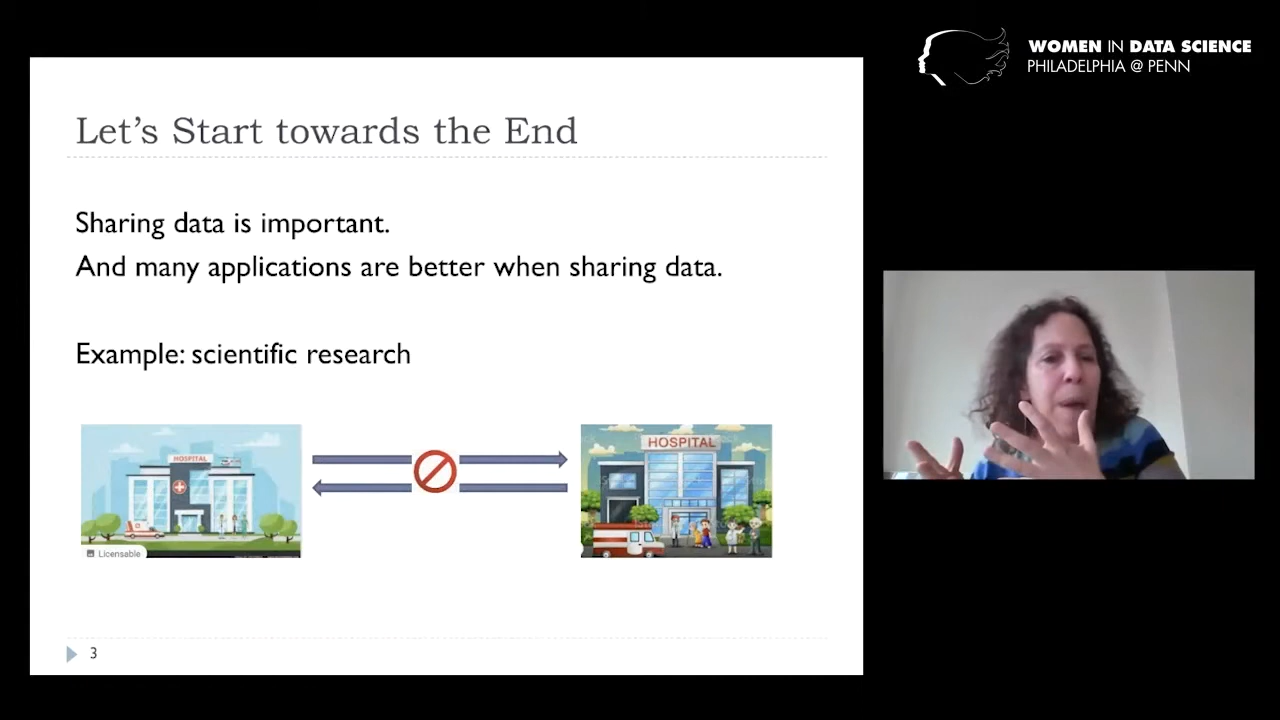 WOMEN IN DATA SCIENCE
PHILADELPHIA @ PENN
Let's Start towards the End
Sharing data is important.
And many applications are better when sharing data.
Example: scientific research
HOSPITAL
HOSPITAL
Licensable
3